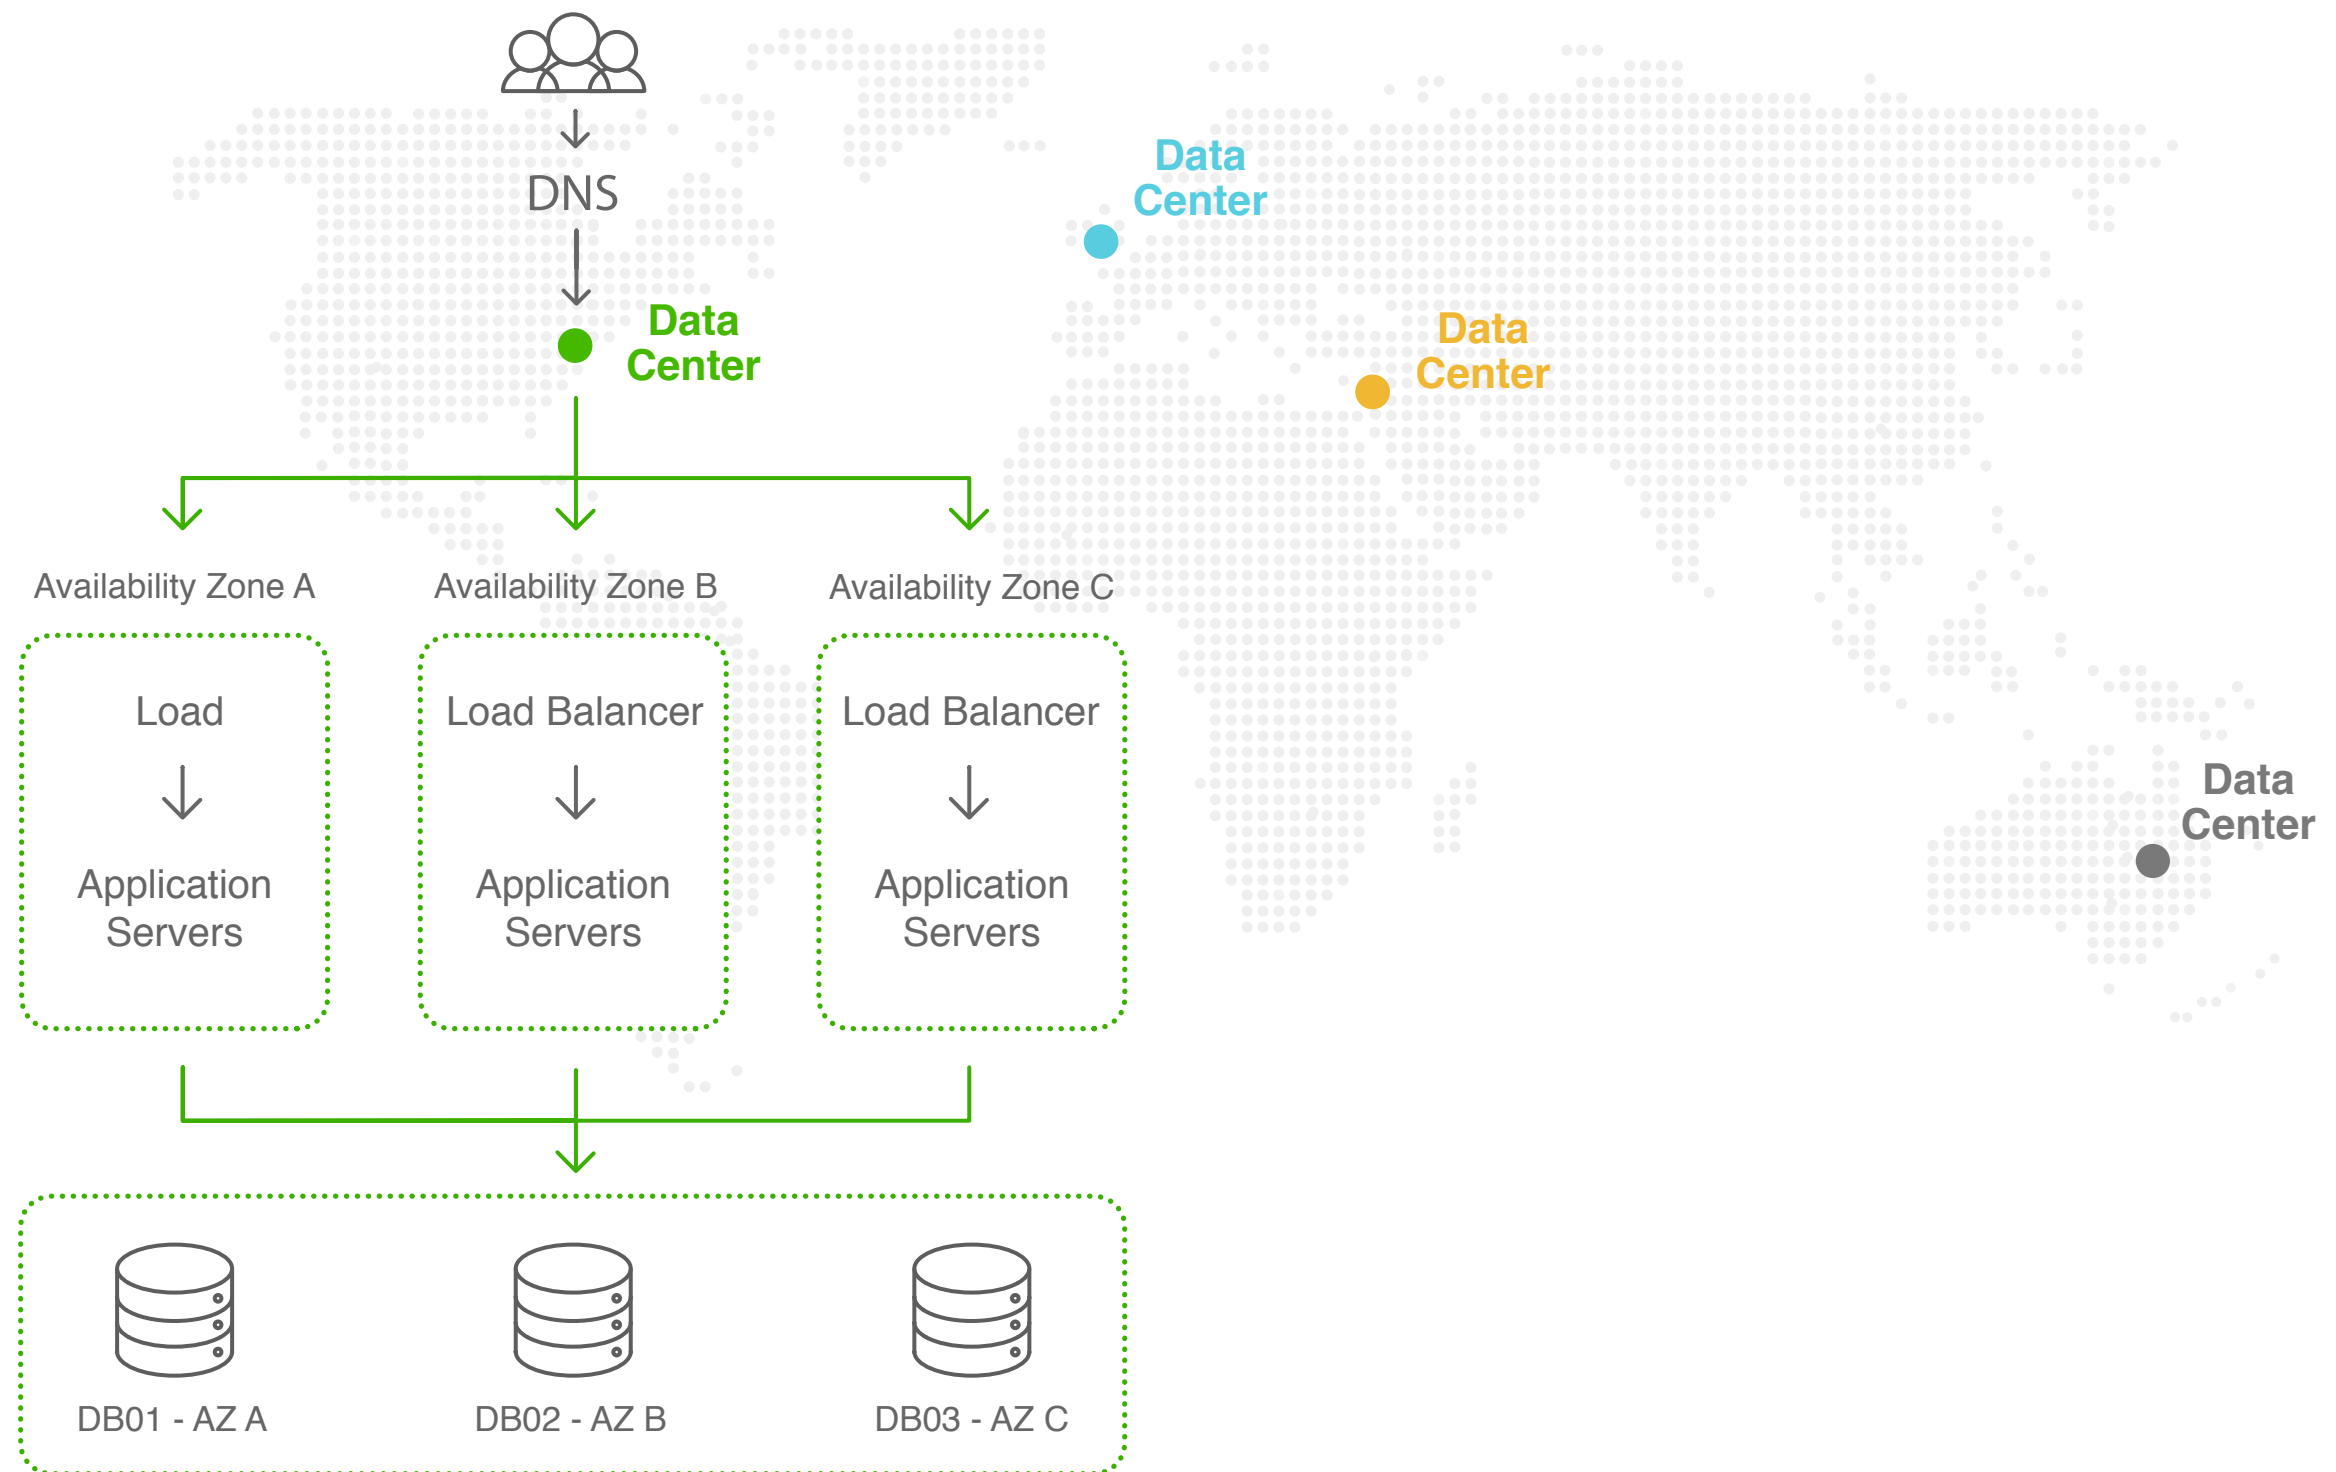 DNS
Data
Center
Data
Center
Data
Center
Data
Center
Availability Zone A
Availability Zone B
Availability Zone C
Load
Load Balancer
Load Balancer
Application
Servers
Application
Servers
Application
Servers
DB01 - AZ A
DB02 - AZ B
DB03 - AZ C